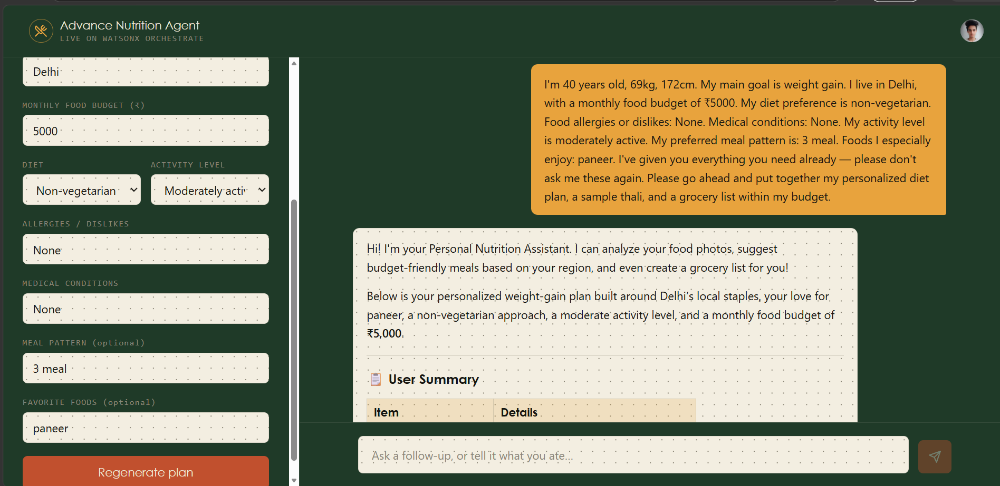 Advance Nutrition Agent
LIVE ON WATSONX ORCHESTRATE
Delhi
MONTHLY FOOD BUDGET (₹)
5000
DIET
ACTIVITY LEVEL
Non-vegetarian
Moderately activ
ALLERGIES / DISLIKES
None
MEDICAL CONDITIONS
None
MEAL PATTERN (optional)
3 meal
FAVORITE FOODS (optional)
paneer
Regenerate plan
I'm 40 years old, 69kg, 172cm. My main goal is weight gain. I live in Delhi,
with a monthly food budget of ₹5000. My diet preference is non-vegetarian.
Food allergies or dislikes: None. Medical conditions: None. My activity level
is moderately active. My preferred meal pattern is: 3 meal. Foods I especially
enjoy: paneer. I've given you everything you need already — please don't
ask me these again. Please go ahead and put together my personalized diet
plan, a sample thali, and a grocery list within my budget.
Hi! I'm your Personal Nutrition Assistant. I can analyze your food photos, suggest
budget-friendly meals based on your region, and even create a grocery list for you!
Below is your personalized weight-gain plan built around Delhi’s local staples, your love for
paneer, a non-vegetarian approach, a moderate activity level, and a monthly food budget of
₹5,000.
User Summary
Item
Details
Ask a follow-up, or tell it what you ate...